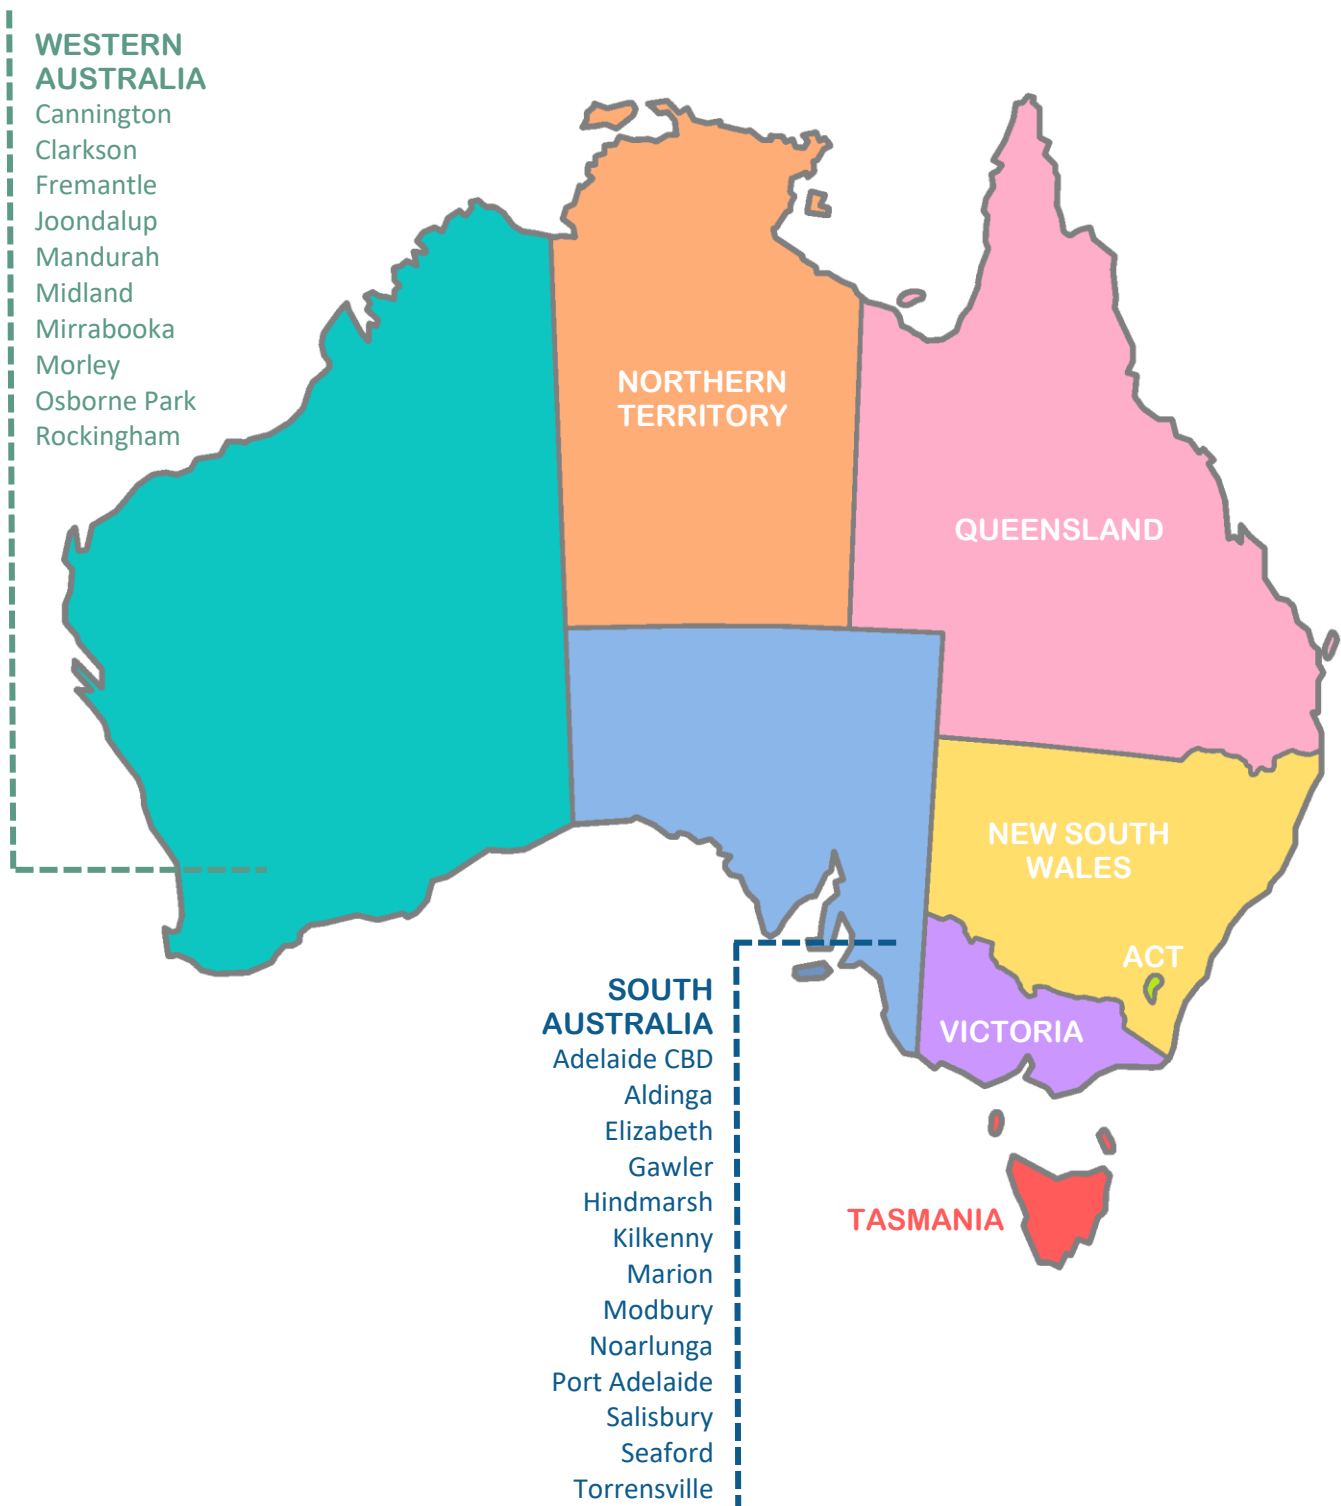 WESTERN
AUSTRALIA
Cannington
Clarkson
Fremantle
Joondalup
Mandurah
Midland
Mirrabooka
Morley
Osborne Park
Rockingham
NORTHERN
TERRITORY
QUEENSLAND
NEW SOUTH
WALES
ACT
VICTORIA
TASMANIA
SOUTH
AUSTRALIA
Adelaide CBD
Aldinga
Elizabeth
Gawler
Hindmarsh
Kilkenny
Marion
Modbury
Noarlunga
Port Adelaide
Salisbury
Seaford
Torrensville